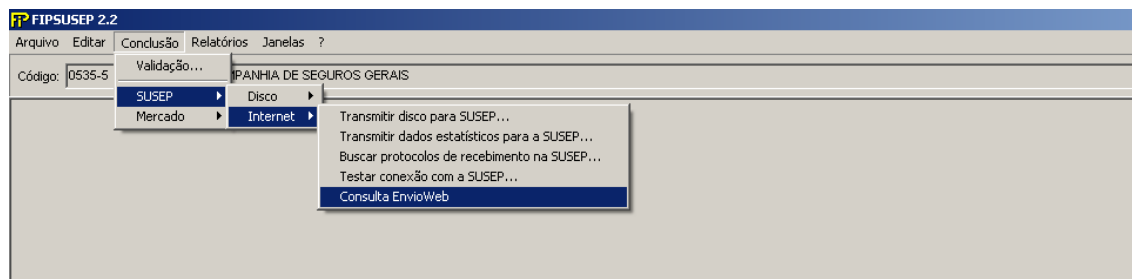 FIPSUSEP 2.2
Arquivo Editar Conclusão Relatórios Janelas ?
Validação...
Código: 0535-5 MPANHIA DE SEGUROS GERAIS
SUSEP Disco
Mercado Internet Transmitir disco para SUSEP...
Transmitir dados estatísticos para a SUSEP...
Buscar protocolos de recebimento na SUSEP...
Testar conexão com a SUSEP...
Consulta EnvioWeb